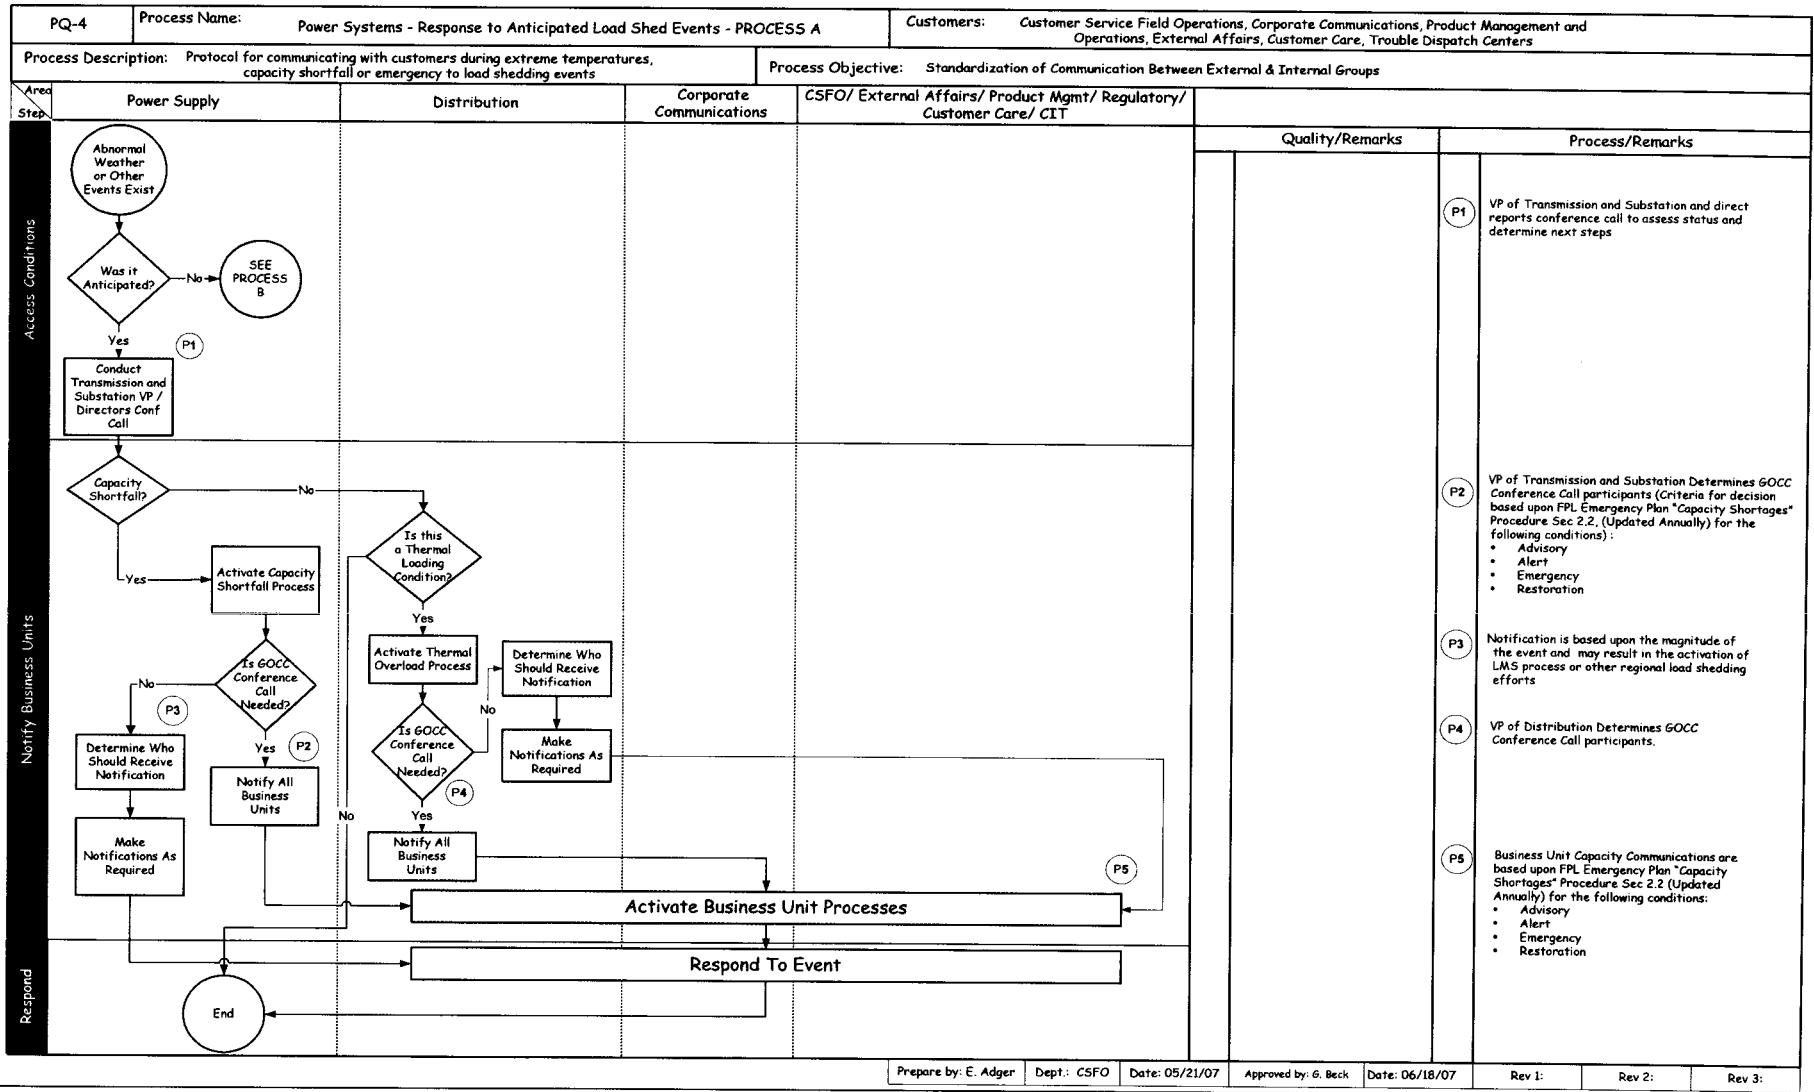 PQ-4
Process Name:
Power Systems - Response to Anticipated Load Shed Events - PROCESS A
Customers:
Customer Service Field Operations, Corporate Communications, Product Management and
Operations, External Affairs, Customer Care, Trouble Dispatch Centers
Process Description:
Protocol for communicating with customers during extreme temperatures,
capacity shortfall or emergency to load shedding events
Process Objective:
Standardization of Communication Between External & Internal Groups
Area
Step
Power Supply
Distribution
Corporate
Communications
CSFO/ External Affairs/ Product Mgmt/ Regulatory/
Customer Care/ CIT
Quality/Remarks
Process/Remarks
Access Conditions
Abnormal
Weather
or Other
Events Exist
Was it
Anticipated?
No
SEE
PROCESS
B
Yes
P1
Conduct
Transmission and
Substation VP /
Directors Conf
Call
P1
VP of Transmission and Substation and direct
reports conference call to assess status and
determine next steps
Notify Business Units
Capacity
Shortfall?
No
Yes
Activate Capacity
Shortfall Process
Is GOCC
Conference
Call
Needed?
No
P3
Yes
P2
Determine Who
Should Receive
Notification
Notify All
Business
Units
Make
Notifications As
Required
Is this
a Thermal
Loading
Condition?
No
Yes
Activate Thermal
Overload Process
Is GOCC
Conference
Call
Needed?
No
P4
Yes
Determine Who
Should Receive
Notification
Make
Notifications As
Required
Notify All
Business
Units
P5
Activate Business Unit Processes
P2
VP of Transmission and Substation Determines GOCC
Conference Call participants (Criteria for decision
based upon FPL Emergency Plan "Capacity Shortages"
Procedure Sec 2.2, (Updated Annually) for the
following conditions) :
• Advisory
• Alert
• Emergency
• Restoration
P3
Notification is based upon the magnitude of
the event and may result in the activation of
LMS process or other regional load shedding
efforts
P4
VP of Distribution Determines GOCC
Conference Call participants.
P5
Business Unit Capacity Communications are
based upon FPL Emergency Plan "Capacity
Shortages" Procedure Sec 2.2 (Updated
Annually) for the following conditions:
• Advisory
• Alert
• Emergency
• Restoration
Respond
Respond To Event
End
Prepare by: E. Adger
Dept.: CSFO
Date: 05/21/07
Approved by: G. Beck
Date: 06/18/07
Rev 1:
Rev 2:
Rev 3: